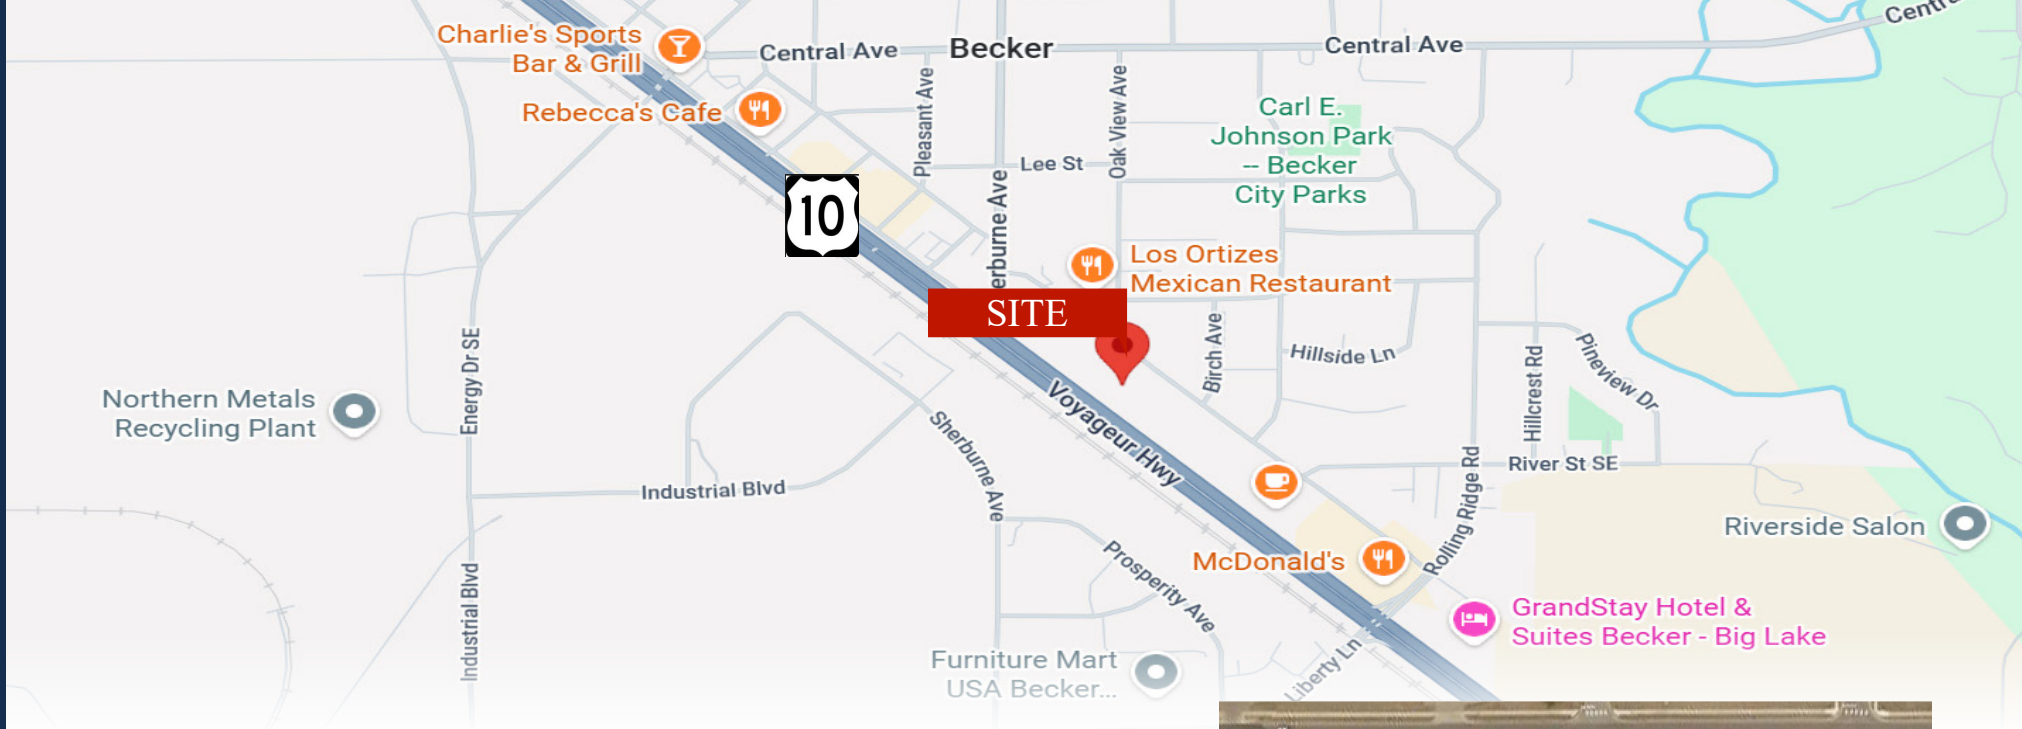 Charlie's Sports
Bar & Grill
Central Ave
Becker
Central Ave
Central
Rebecca's Cafe
Pleasant Ave
Oak View Ave
Carl E.
Johnson Park
-- Becker
City Parks
Lee St
10
erburne Ave
Los Ortizes
Mexican Restaurant
SITE
Birch Ave
Hillside Ln
Pineview Dr
Hillcrest Rd
Energy Dr SE
Northern Metals
Recycling Plant
Voyageur Hwy
Sherburne Ave
Industrial Blvd
River St SE
Rolling Ridge Rd
Riverside Salon
McDonald's
Prosperity Ave
Industrial Blvd
GrandStay Hotel &
Suites Becker - Big Lake
Liberty Ln
Furniture Mart
USA Becker...